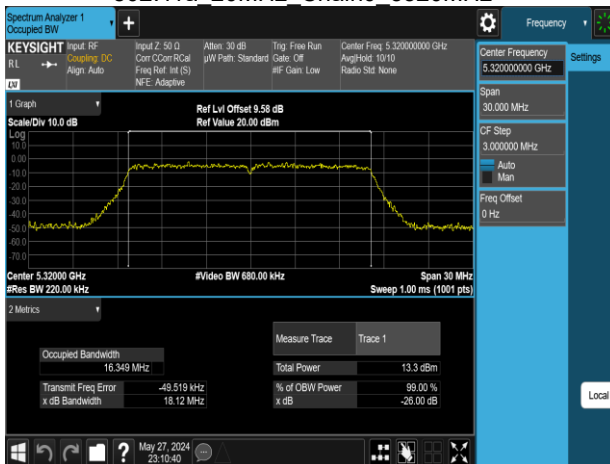 Spectrum Analyzer 1
Occupied BW
+
Frequency
KEYSIGHT
RL
LXI
Input: RF
Coupling: DC
Align: Auto
Input Z: 50 Ω
Corr CCorr RCal
Freq Ref: Int (S)
NFE: Adaptive
Atten: 30 dB
µW Path: Standard
Trig: Free Run
Gate: Off
#IF Gain: Low
Center Freq: 5.320000000 GHz
Avg|Hold: 10/10
Radio Std: None
Center Frequency
5.320000000 GHz
Settings
Span
30.000 MHz
CF Step
3.000000 MHz
Auto
Man
Freq Offset
0 Hz
Local
1 Graph
Scale/Div 10.0 dB
Ref Lvl Offset 9.58 dB
Ref Value 20.00 dBm
Log
10.0
0.00
-10.0
-20.0
-30.0
-40.0
-50.0
-60.0
-70.0
Center 5.32000 GHz
#Video BW 680.00 kHz
Span 30 MHz
#Res BW 220.00 kHz
Sweep 1.00 ms (1001 pts)
2 Metrics
Measure Trace
Trace 1
Occupied Bandwidth
16.349 MHz
Total Power
13.3 dBm
Transmit Freq Error
-49.519 kHz
% of OBW Power
99.00 %
x dB Bandwidth
18.12 MHz
x dB
-26.00 dB
?
May 27, 2024
23:10:40